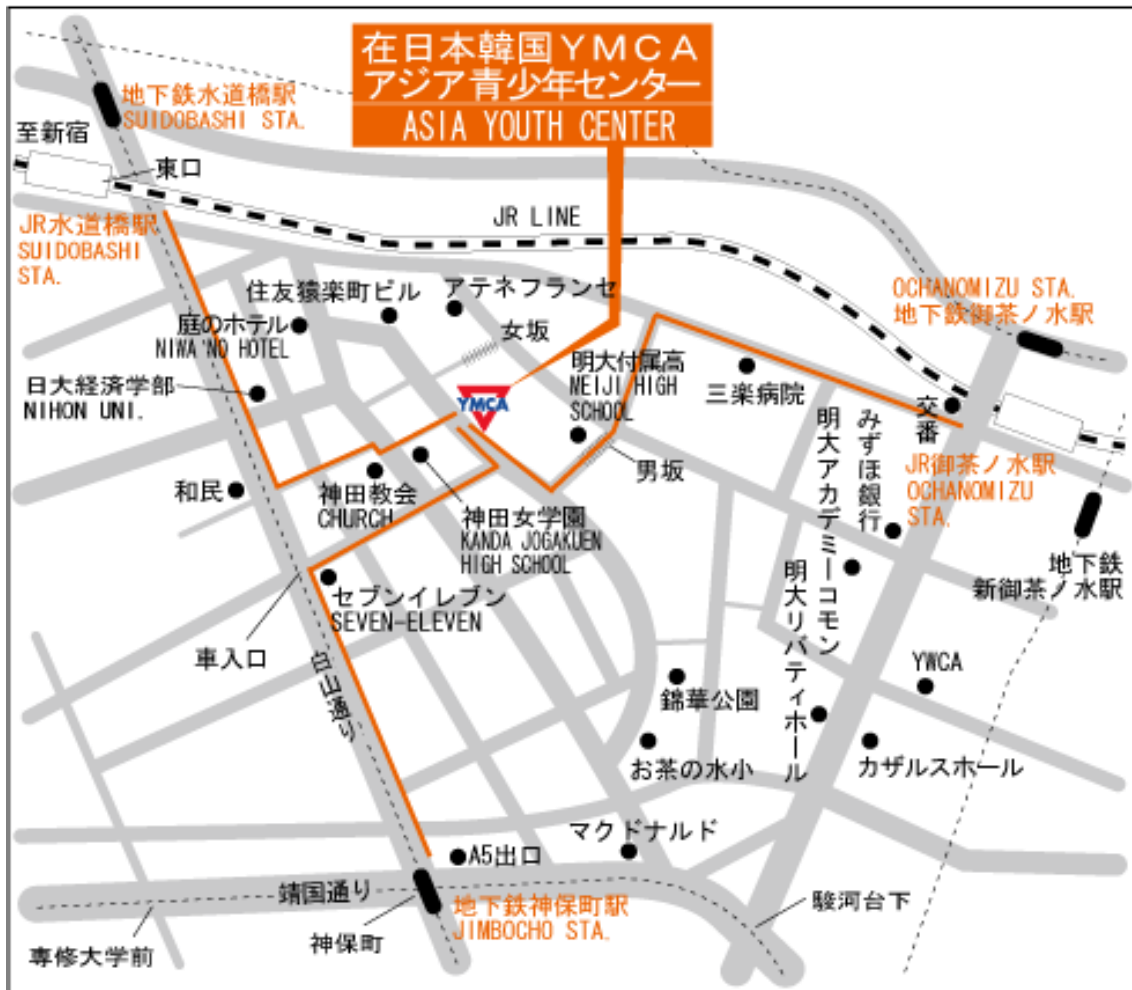 在日本韓国YMCA
アジア青少年センター
ASIA YOUTH CENTER
地下鉄水道橋駅
SUIDOBASHI STA.
至新宿
東口
JR水道橋駅
SUIDOBASHI
STA.
JR LINE
OCHANOMIZU STA.
地下鉄御茶ノ水駅
住友猿楽町ビル
アテネフランセ
庭のホテル
NIWA'NO HOTEL
女坂
明大付属高
MEIJI HIGH
SCHOOL
三楽病院
日大経済学部
NIHON UNI.
YMCA
交番
みずほ銀行
明大アカデミーコモン
明大リバティホール
JR御茶ノ水駅
OCHANOMIZU
STA.
男坂
和民
神田教会
CHURCH
神田女学園
KANDA JOGAKUEN
HIGH SCHOOL
地下鉄
新御茶ノ水駅
セブンイレブン
SEVEN-ELEVEN
車入口
白山通り
YWCA
錦華公園
お茶の水小
カザルスホール
マクドナルド
A5出口
靖国通り
地下鉄神保町駅
JIMBOCHO STA.
神保町
専修大学前
駿河台下